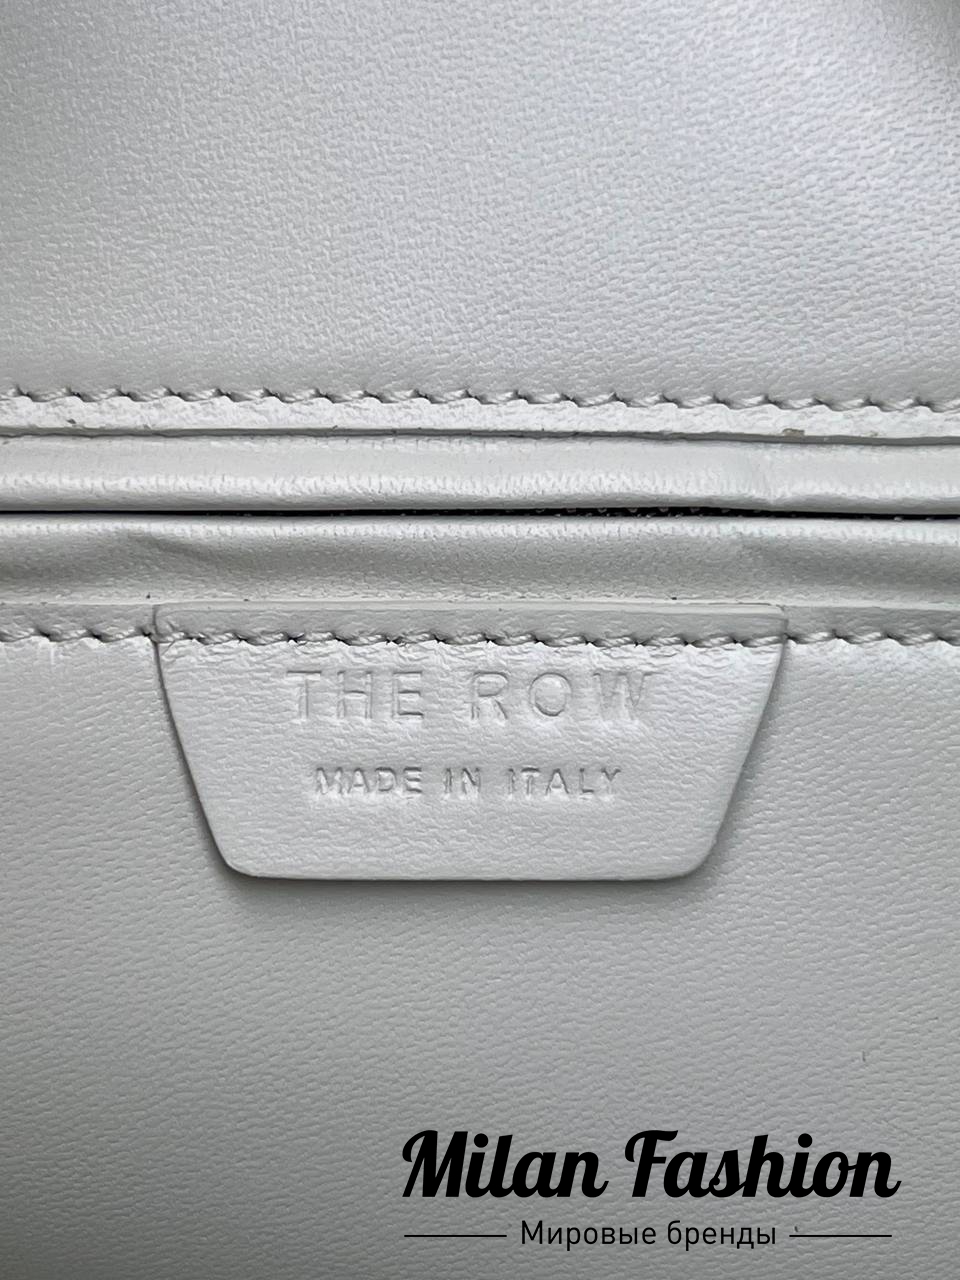 THE ROW
MADE IN ITALY
Milan Fashion
Мировые бренды